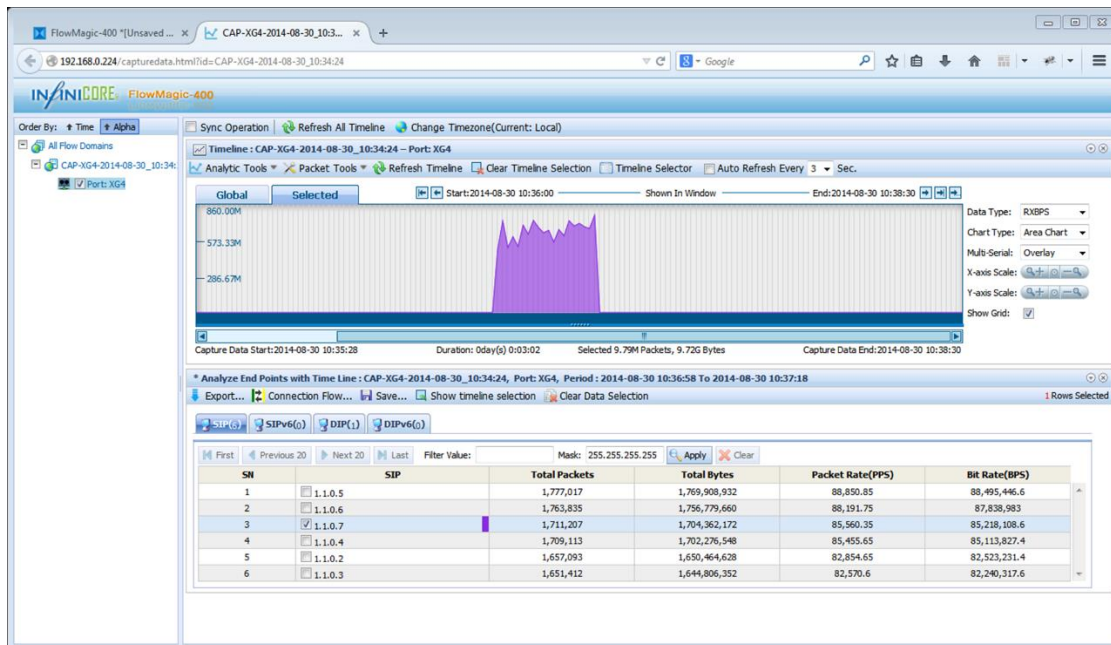 FlowMagic-400 "[Unsaved ... ×
CAP-XG4-2014-08-30_10:3... ×
+
192.168.0.224/capturedata.html?id=CAP-XG4-2014-08-30_10:34:24
Google
INFINICORE FlowMagic-400
Order By: Time Alpha
All Flow Domains
CAP-XG4-2014-08-30_10:34:
Port: XG4
Sync Operation Refresh All Timeline Change Timezone(Current: Local)
Timeline : CAP-XG4-2014-08-30_10:34:24 – Port: XG4
Analytic Tools Packet Tools Refresh Timeline Clear Timeline Selection Timeline Selector Auto Refresh Every 3 Sec.
Global Selected Start:2014-08-30 10:36:00 Shown In Window End:2014-08-30 10:38:30
860.00M
573.33M
286.67M
Data Type: RXBPS
Chart Type: Area Chart
Multi-Serial: Overlay
X-axis Scale:
Y-axis Scale:
Show Grid:
Capture Data Start:2014-08-30 10:35:28 Duration: 0day(s) 0:03:02 Selected 9.79M Packets, 9.72G Bytes Capture Data End:2014-08-30 10:38:30
* Analyze End Points with Time Line : CAP-XG4-2014-08-30_10:34:24, Port: XG4, Period : 2014-08-30 10:36:58 To 2014-08-30 10:37:18
Export... Connection Flow... Save... Show timeline selection Clear Data Selection 1 Rows Selected
SIP(6) SIPv6(0) DIP(1) DIPv6(0)
First Previous 20 Next 20 Last Filter Value: Mask: 255.255.255.255 Apply Clear
SN SIP Total Packets Total Bytes Packet Rate(PPS) Bit Rate(BPS)
1 1.1.0.5 1,777,017 1,769,908,932 88,850.85 88,495,446.6
2 1.1.0.6 1,763,835 1,756,779,660 88,191.75 87,838,983
3 1.1.0.7 1,711,207 1,704,362,172 85,560.35 85,218,108.6
4 1.1.0.4 1,709,113 1,702,276,548 85,455.65 85,113,827.4
5 1.1.0.2 1,657,093 1,650,464,628 82,854.65 82,523,231.4
6 1.1.0.3 1,651,412 1,644,806,352 82,570.6 82,240,317.6